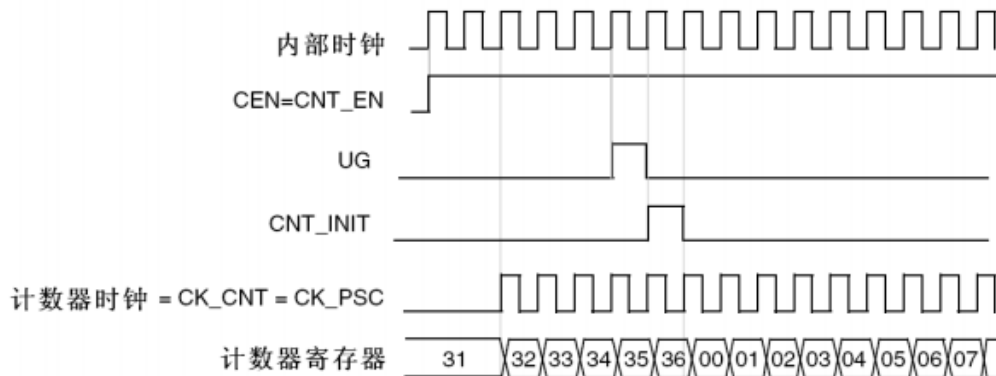 内部时钟
CEN=CNT_EN
UG
CNT_INIT
计数器时钟 = CK_CNT = CK_PSC
计数器寄存器 31 32 33 34 35 36 00 01 02 03 04 05 06 07